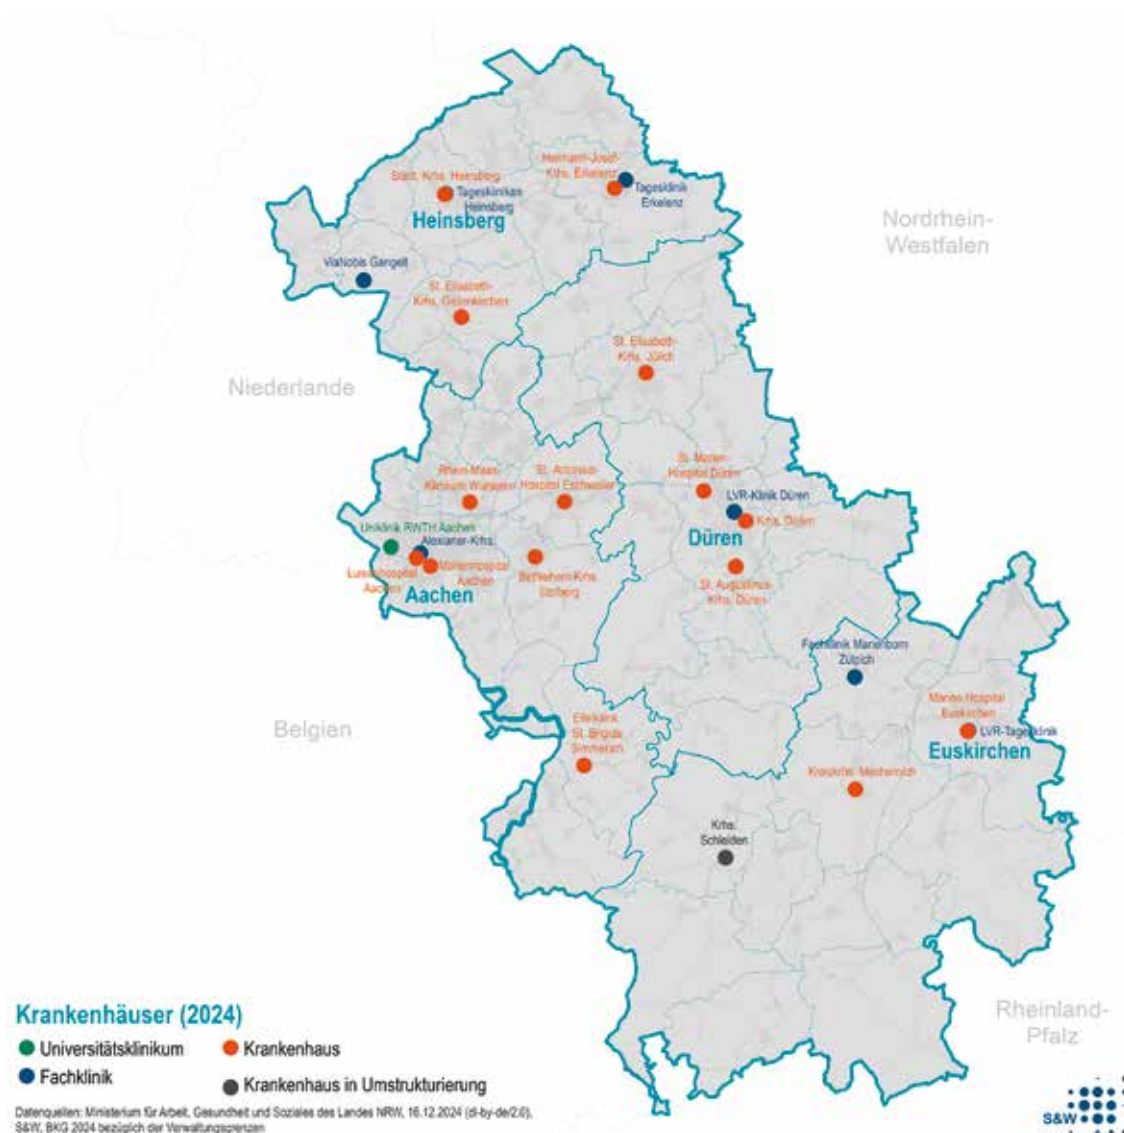 Hermann-Josef-
Krhs. Erkelenz
Städt. Krhs. Heinsberg
Tageskliniken
Heinsberg
Tagesklinik
Erkelenz
Heinsberg
Nordrhein-
Westfalen
ViaNobis Gangelt
St. Elisabeth-
Krhs. Geilenkirchen
St. Elisabeth-
Krhs. Jülich
Niederlande
Rhein-Maas-
Klinikum Würselen
St.-Antonius-
Hospital Eschweiler
St. Marien-
Hospital Düren
LVR-Klinik Düren
Krhs. Düren
Düren
Uniklinik RWTH Aachen
Alexianer-Krhs.
Luisenhospital
Aachen
Marienhospital
Aachen
Aachen
Bethlehem-Krhs.
Stolberg
St. Augustinus-
Krhs. Düren
Fachklinik Marienborn
Zülpich
Marien-Hospital
Euskirchen
LVR-Tagesklinik
Euskirchen
Belgien
Eifelklinik
St. Brigida
Simmerath
Kreiskrhs. Mechernich
Krhs.
Schleiden
Rheinland-
Pfalz
Krankenhäuser (2024)
Universitätsklinikum
Krankenhaus
Fachklinik
Krankenhaus in Umstrukturierung
Datenquellen: Ministerium für Arbeit, Gesundheit und Soziales des Landes NRW, 16.12.2024 (dl-by-de/2.0),
S&W, BKG 2024 bezüglich der Verwaltungsgrenzen
S&W